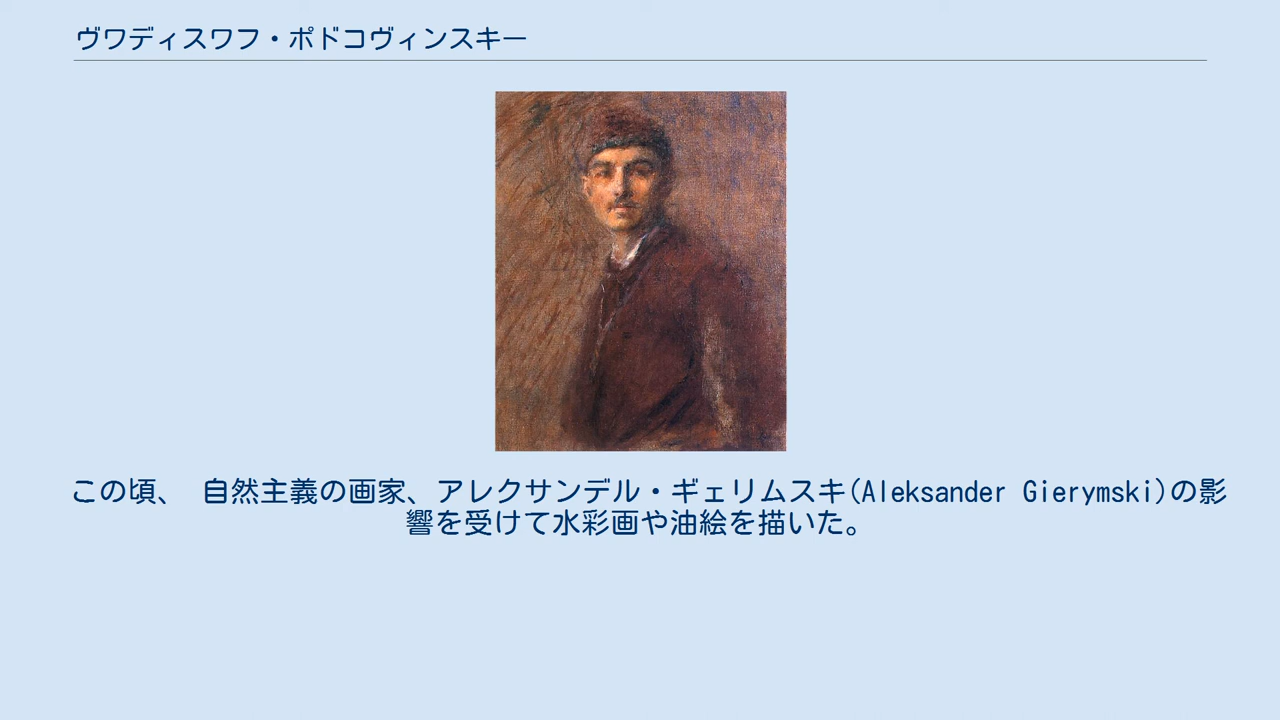 ヴワディスワフ・ポドコヴィンスキー
この頃、 自然主義の画家、アレクサンデル・ギェリムスキ(Aleksander Gierymski)の影
響を受けて水彩画や油絵を描いた。